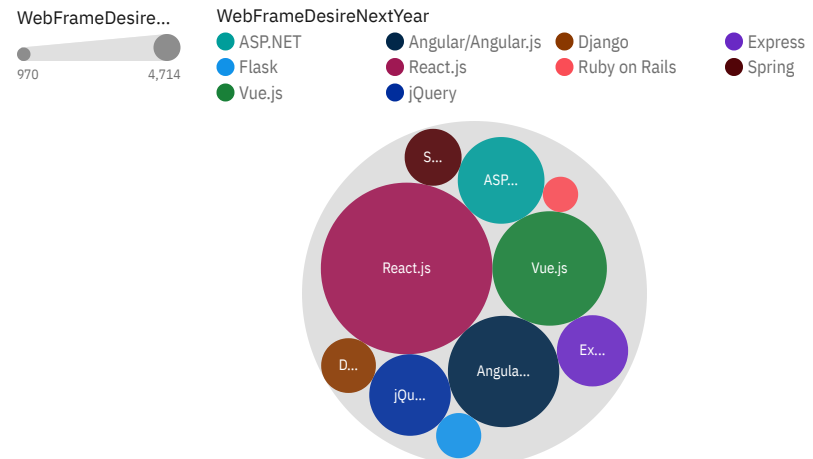 WebFrameDesire...
970 4,714
WebFrameDesireNextYear
ASP.NET Angular/Angular.js Django Express
Flask React.js Ruby on Rails Spring
Vue.js jQuery
S...
ASP...
React.js
Vue.js
D...
Ex...
Angula...
jQu...